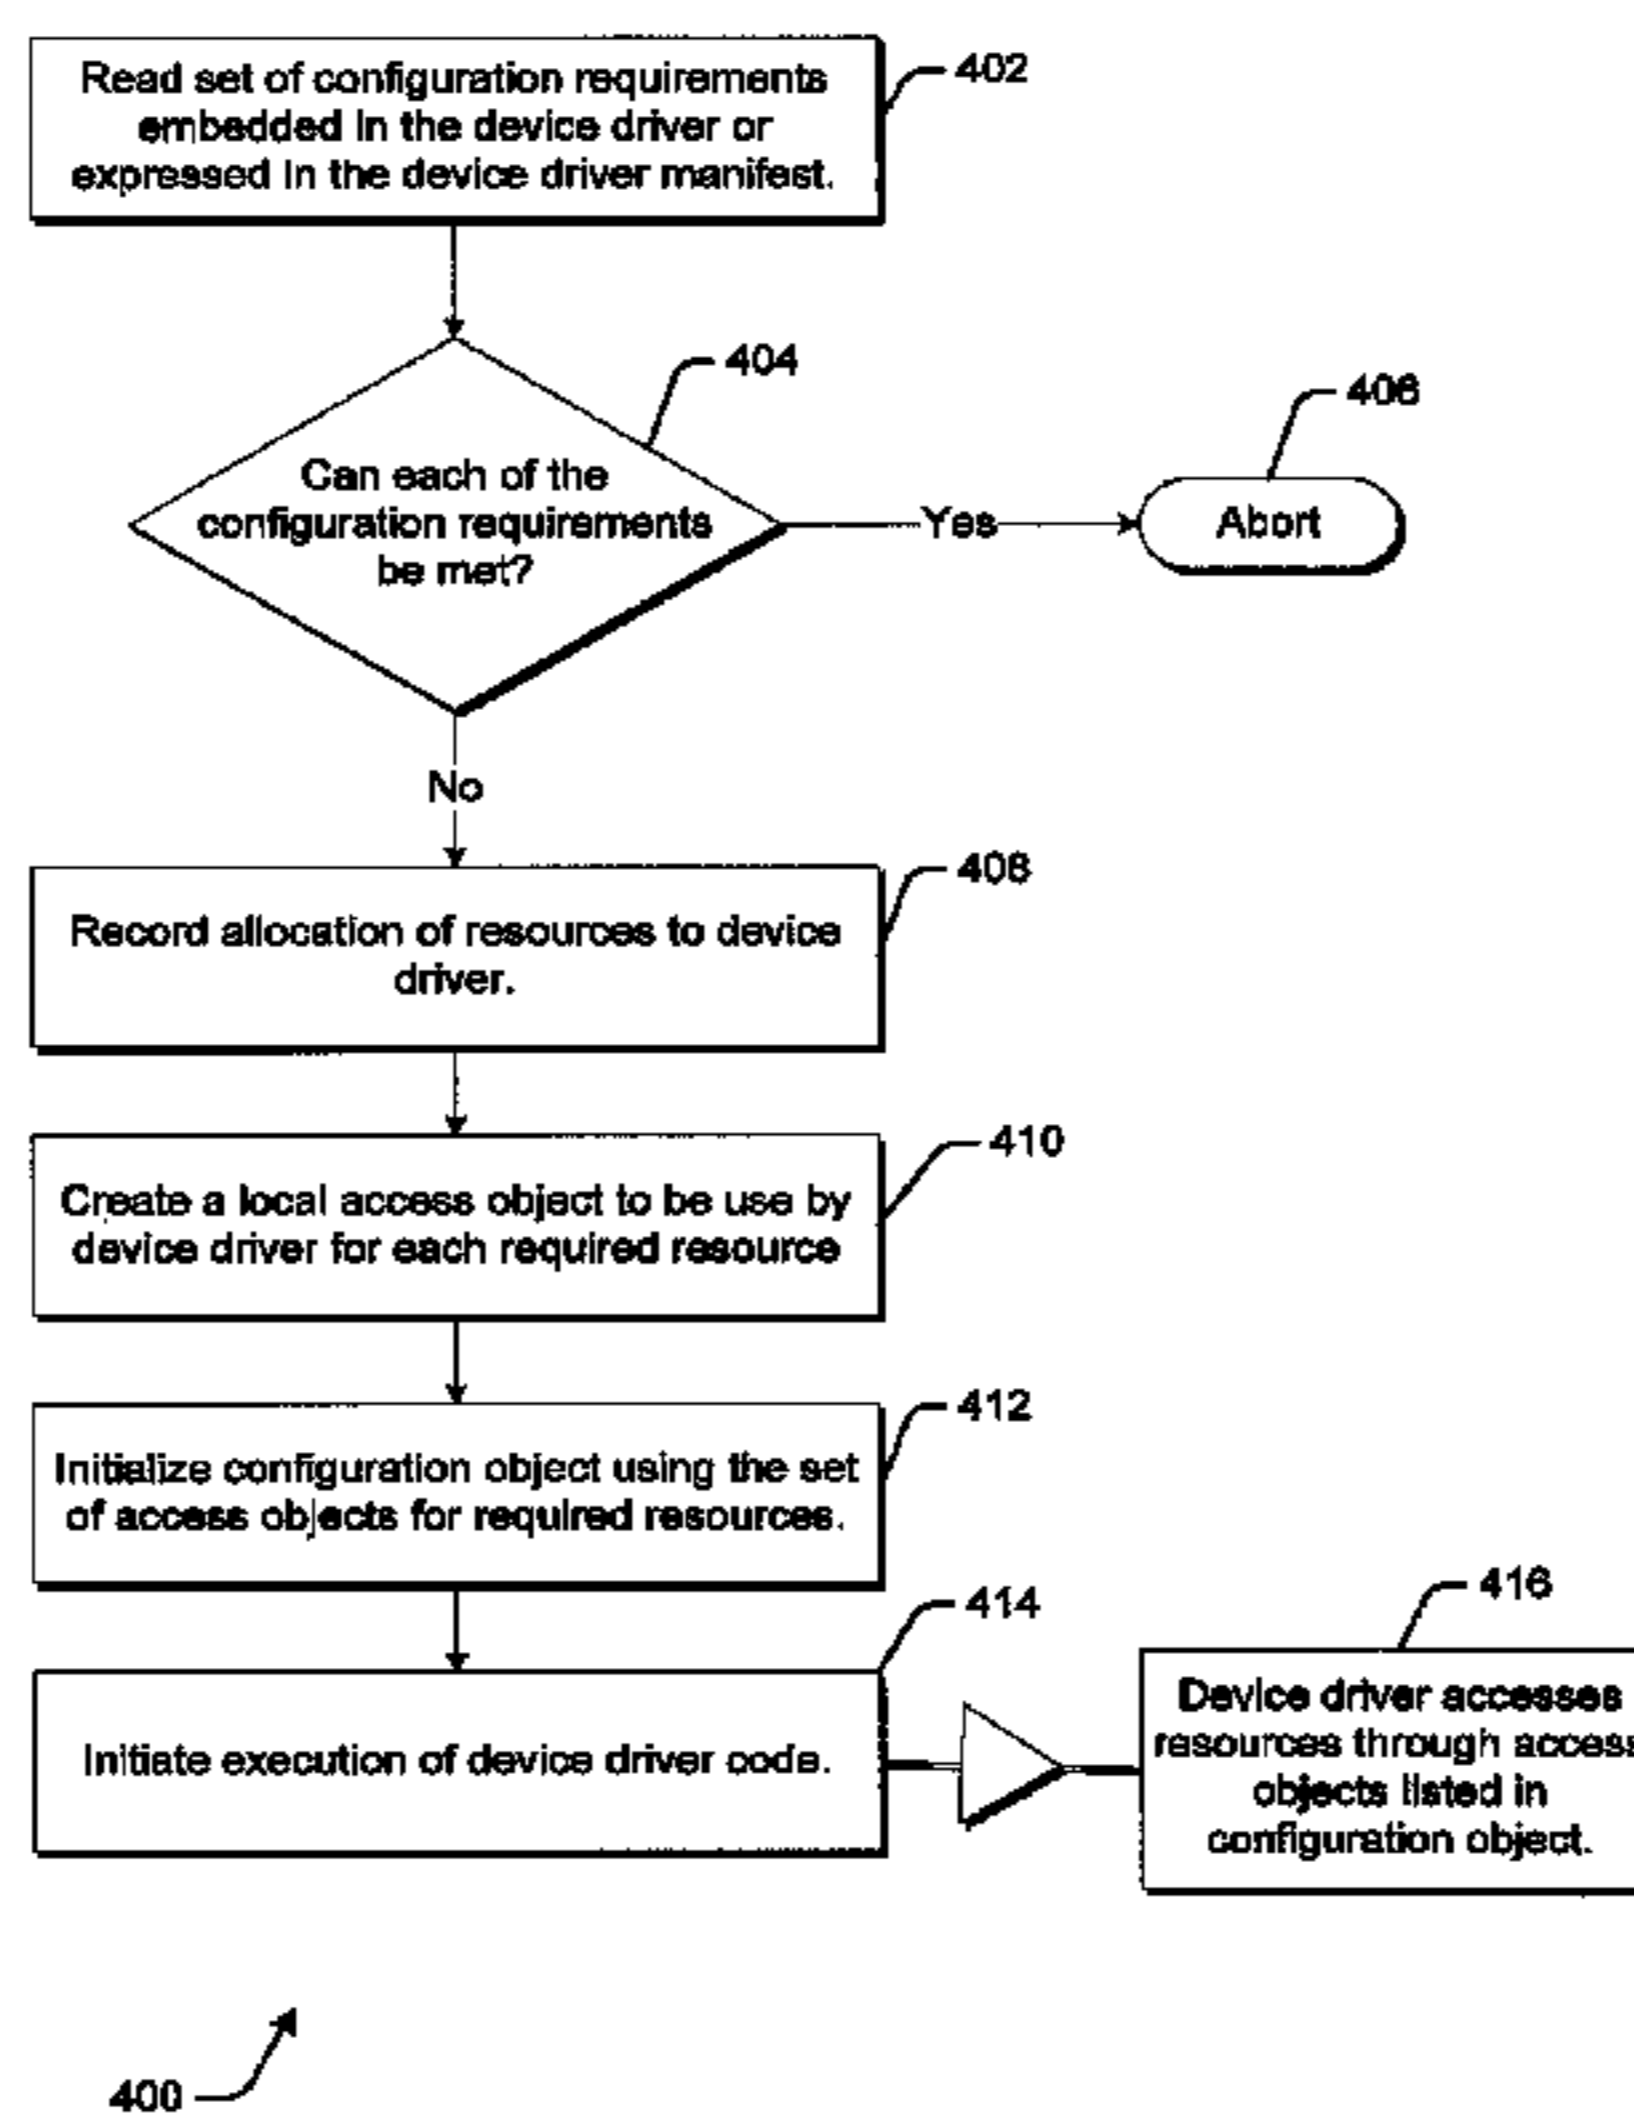 Read set of configuration requirements
embedded in the device driver or
expressed in the device driver manifest.
402
404
406
Can each of the
configuration requirements
be met?
Yes
Abort
No
408
Record allocation of resources to device
driver.
410
Create a local access object to be use by
device driver for each required resource
412
Initialize configuration object using the set
of access objects for required resources.
414
416
Initiate execution of device driver code.
Device driver accesses
resources through access
objects listed in
configuration object.
400